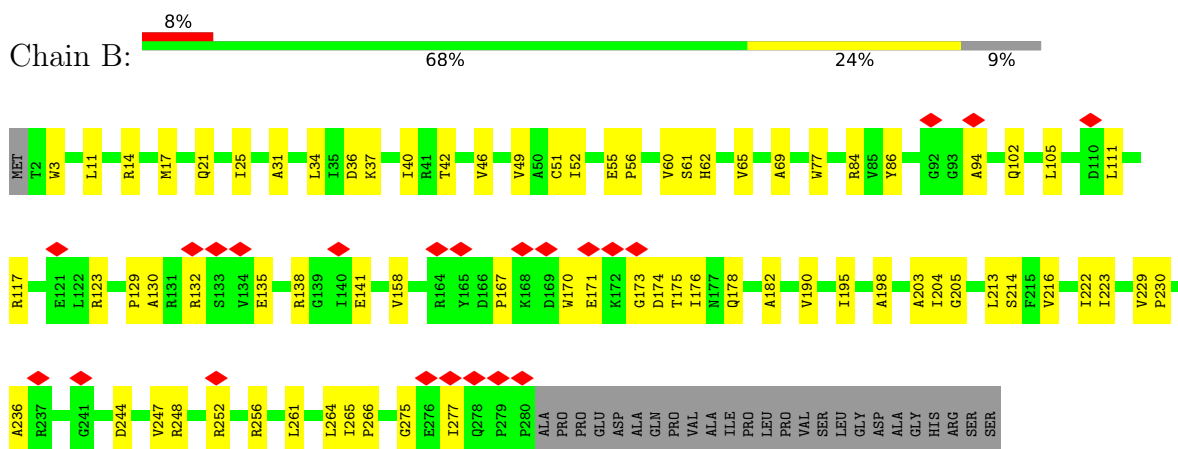 8%
Chain B:
68% 24% 9%
MET T2 W3 L11 R14 M17 Q21 I25 A31 L34 I35 D36 K37 I40 R41 T42 V46 V49 A50 C51 I52 E55 P56 V60 S61 H62 V65 A69 W77 R84 V85 Y86 G92 G93 A94 Q102 L105 D110 L111
R117 E121 L122 R123 P129 A130 R131 R132 S133 V134 E135 R138 G139 I140 E141 V158 R164 Y165 D166 P167 K168 D169 W170 E171 K172 G173 D174 T175 I176 N177 Q178 A182 V190 I195 A198 A203 I204 G205 L213 S214 F215 V216 I222 I223 V229 P230
A236 R237 G241 D244 V247 R248 R252 R256 L261 L264 I265 P266 G275 E276 I277 Q278 P279 P280 ALA PRO PRO GLU ASP ALA GLN PRO VAL ALA ILE PRO LEU PRO PRO VAL SER LEU GLY ASP ALA GLY HIS ARG SER SER